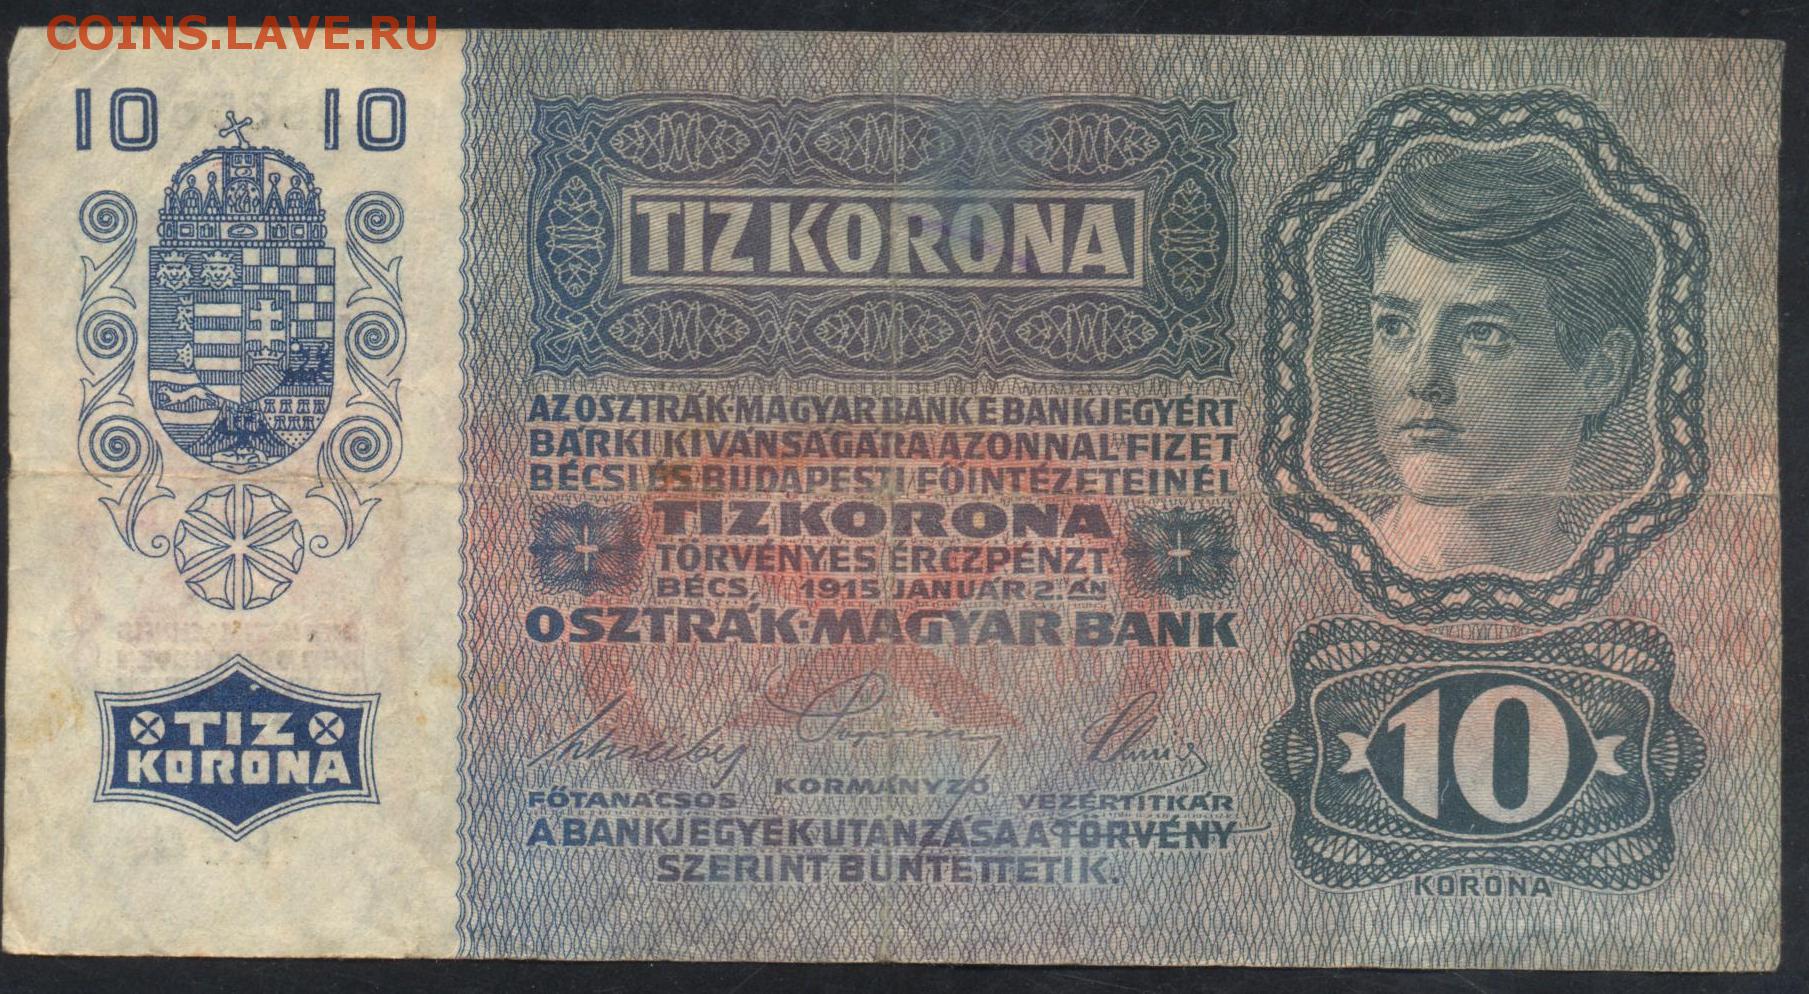 COINS.LAVE.RU
10 10
TIZ KORONA
AZ OSZTRÁK-MAGYAR BANK E BANKJEGYÉRT
BÁRKI KIVÁNSÁGÁRA AZONNAL FIZET
BÉCSI ÉS BUDAPESTI FŐINTÉZETEINÉL
TIZ KORONA
TÖRVÉNYES ÉRCZPÉNZT.
BÉCS, 1915 JANUÁR 2.ÁN
OSZTRÁK-MAGYAR BANK
FŐTANÁCSOS KORMÁNYZÓ VEZÉRTITKÁR
A BANKJEGYEK UTÁNZÁSA A TÖRVÉNY
SZERINT BÜNTETTETIK.
TIZ
KORONA
10
KORONA